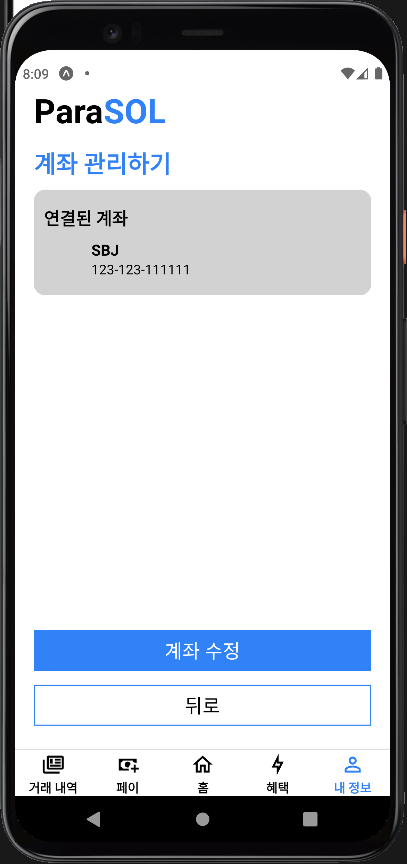 8:09
ParaSOL
계좌 관리하기
연결된 계좌
SBJ
123-123-111111
계좌 수정
뒤로
거래 내역 페이 홈 혜택 내 정보